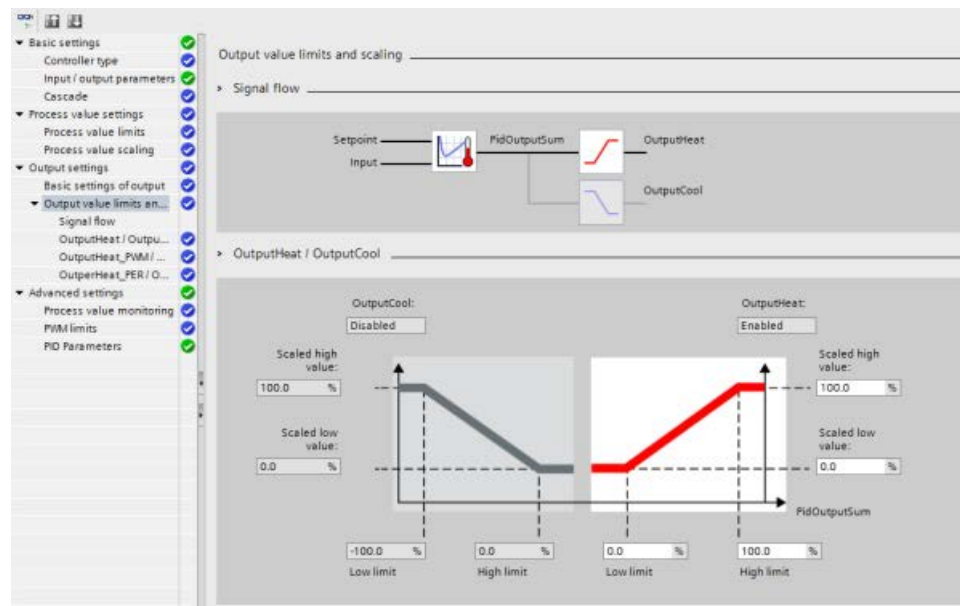 Basic settings
Controller type
Input / output parameters
Cascade
Process value settings
Process value limits
Process value scaling
Output settings
Basic settings of output
Output value limits an...
Signal flow
OutputHeat / Outpu...
OutputHeat_PWM / ...
OutperHeat_PER / O...
Advanced settings
Process value monitoring
PWM limits
PID Parameters
Output value limits and scaling
Signal flow
Setpoint
Input
PidOutputSum
OutputHeat
OutputCool
OutputHeat / OutputCool
OutputCool:
Disabled
OutputHeat:
Enabled
Scaled high
value:
100.0 %
Scaled low
value:
0.0 %
Scaled high
value:
100.0 %
Scaled low
value:
0.0 %
PidOutputSum
-100.0 %
0.0 %
0.0 %
100.0 %
Low limit
High limit
Low limit
High limit